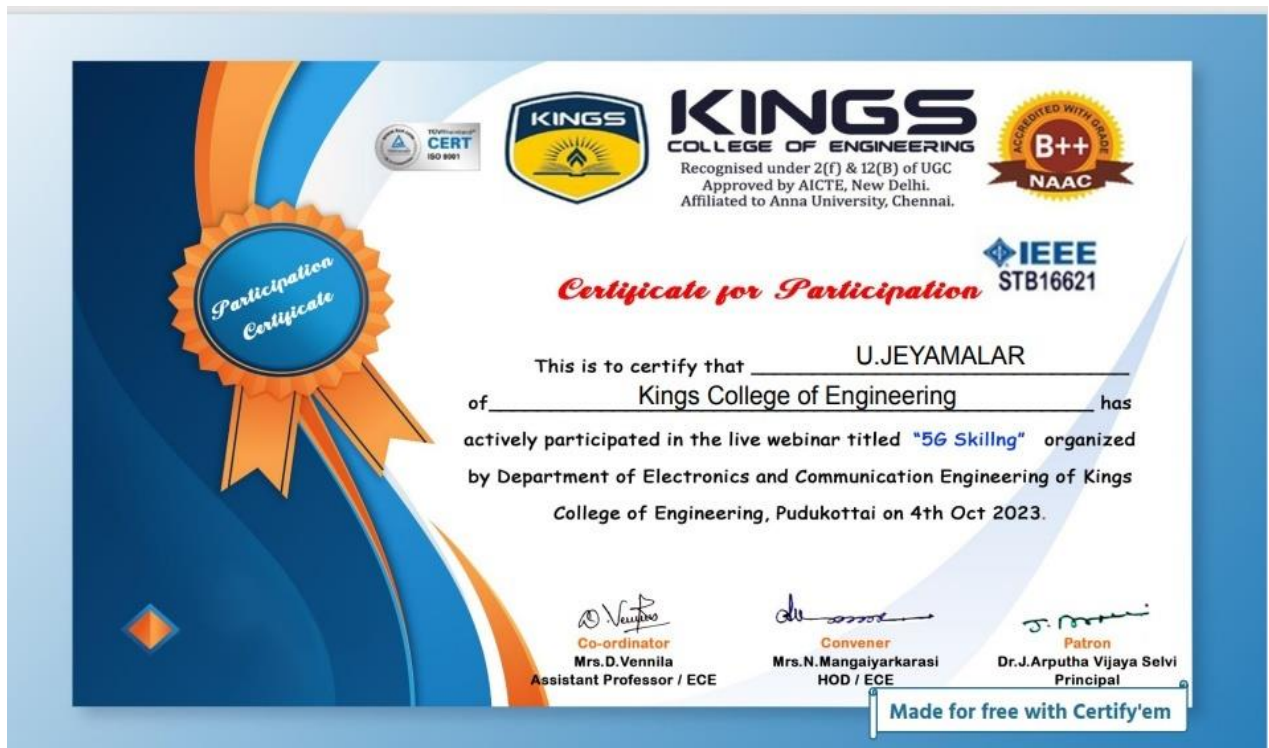 TÜVRheinland
CERT
ISO 9001
KINGS
KINGS
COLLEGE OF ENGINEERING
Recognised under 2(f) & 12(B) of UGC
Approved by AICTE, New Delhi.
Affiliated to Anna University, Chennai.
ACCREDITED WITH GRADE
B++
NAAC
IEEE
STB16621
Participation
Certificate
Certificate for Participation
This is to certify that U.JEYAMALAR
of Kings College of Engineering has
actively participated in the live webinar titled "5G Skillng" organized
by Department of Electronics and Communication Engineering of Kings
College of Engineering, Pudukottai on 4th Oct 2023.
Co-ordinator
Mrs.D.Vennila
Assistant Professor / ECE
Convener
Mrs.N.Mangaiyarkarasi
HOD / ECE
Patron
Dr.J.Arputha Vijaya Selvi
Principal
Made for free with Certify'em